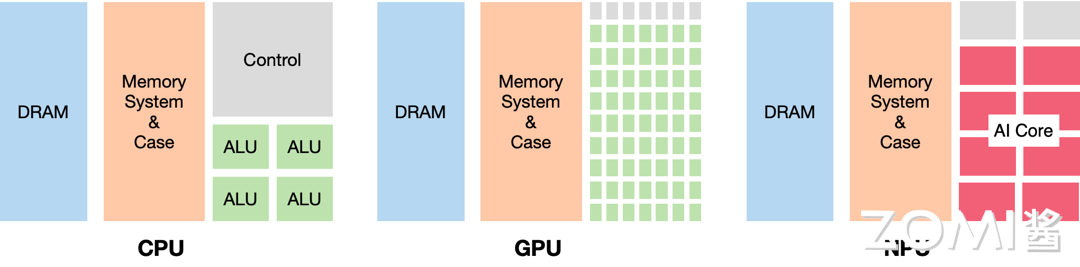 DRAM
Memory
System
&
Case
Control
ALU
ALU
ALU
ALU
CPU
DRAM
Memory
System
&
Case
GPU
DRAM
Memory
System
&
Case
AI Core
NPU
ZOMI酱